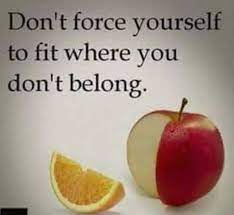 Don't force yourself
to fit where you
don't belong.